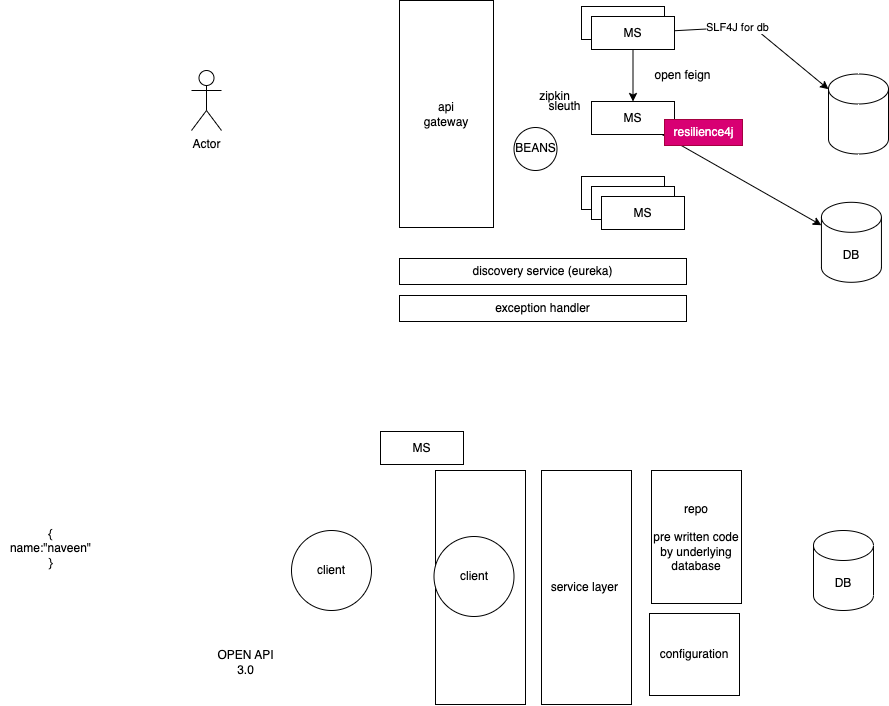 MS
SLF4J for db
open feign
zipkin
sleuth
api
gateway
MS
resilience4j
Actor
BEANS
MS
DB
discovery service (eureka)
exception handler
MS
repo
{
name:"naveen"
}
pre written code
by underlying
database
client
client
service layer
DB
OPEN API
3.0
configuration